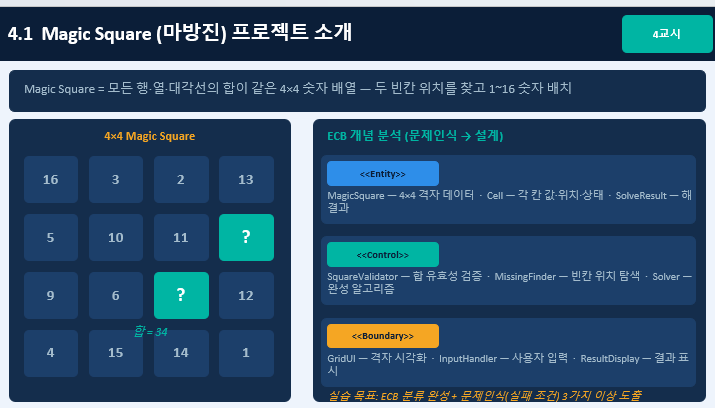 4.1 Magic Square (마방진) 프로젝트 소개
4교시
Magic Square = 모든 행·열·대각선의 합이 같은 4×4 숫자 배열 — 두 빈칸 위치를 찾고 1~16 숫자 배치
4×4 Magic Square
16 3 2 13
5 10 11 ?
9 6 ? 12
합 = 34
4 15 14 1
ECB 개념 분석 (문제인식 → 설계)
<<Entity>>
MagicSquare — 4×4 격자 데이터 · Cell — 각 칸 값·위치·상태 · SolveResult — 해
결과
<<Control>>
SquareValidator — 합 유효성 검증 · MissingFinder — 빈칸 위치 탐색 · Solver —
완성 알고리즘
<<Boundary>>
GridUI — 격자 시각화 · InputHandler — 사용자 입력 · ResultDisplay — 결과 표
시
실습 목표: ECB 분류 완성 + 문제인식(실패 조건) 3가지 이상 도출